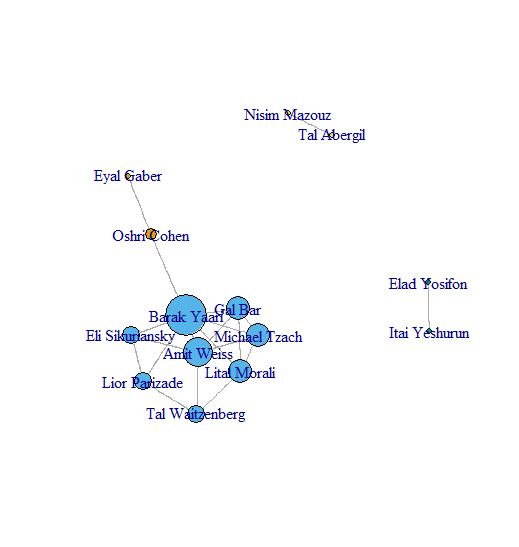 Nisim Mazouz
Tal Abergil
Eyal Gaber
Oshri Cohen
Elad Yosifon
Gal Bar
Barak Yaari
Itai Yeshurun
Eli Sikuriansky
Michael Tzach
Amit Weiss
Lital Morali
Lior Parizade
Tal Waitzenberg